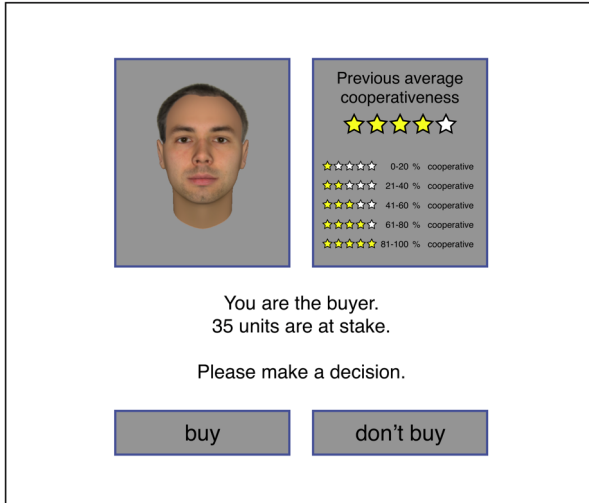 Previous average
cooperativeness
0-20 % cooperative
21-40 % cooperative
41-60 % cooperative
61-80 % cooperative
81-100 % cooperative
You are the buyer.
35 units are at stake.
Please make a decision.
buy
don't buy